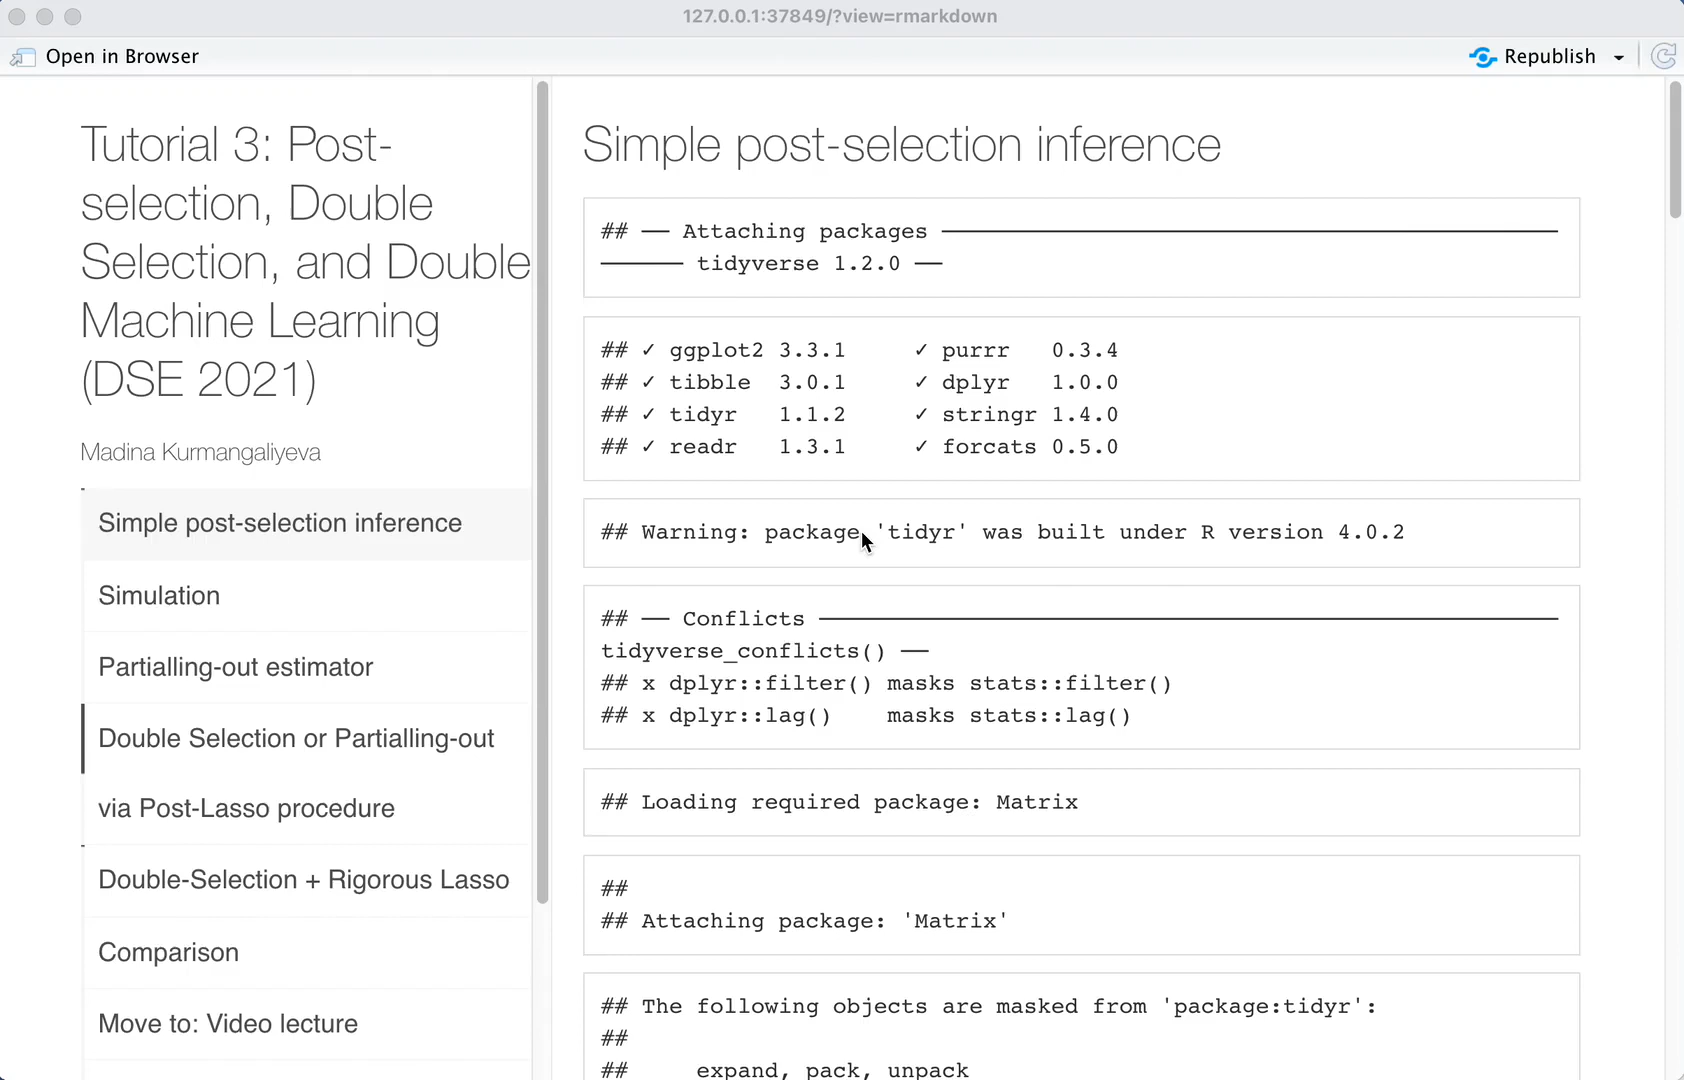 127.0.0.1:37849/?view=rmarkdown
Open in Browser
Republish
Tutorial 3: Post-
selection, Double
Selection, and Double
Machine Learning
(DSE 2021)
Madina Kurmangaliyeva
Simple post-selection inference
Simulation
Partialling-out estimator
Double Selection or Partialling-out
via Post-Lasso procedure
Double-Selection + Rigorous Lasso
Comparison
Move to: Video lecture
Simple post-selection inference
## ── Attaching packages ─────────────────────────────────────────────
────── tidyverse 1.2.0 ──
## ✓ ggplot2 3.3.1     ✓ purrr   0.3.4
## ✓ tibble  3.0.1     ✓ dplyr   1.0.0
## ✓ tidyr   1.1.2     ✓ stringr 1.4.0
## ✓ readr   1.3.1     ✓ forcats 0.5.0
## Warning: package 'tidyr' was built under R version 4.0.2
## ── Conflicts ──────────────────────────────────────────────────────
tidyverse_conflicts() ──
## x dplyr::filter() masks stats::filter()
## x dplyr::lag()    masks stats::lag()
## Loading required package: Matrix
##
## Attaching package: 'Matrix'
## The following objects are masked from 'package:tidyr':
##
##     expand, pack, unpack